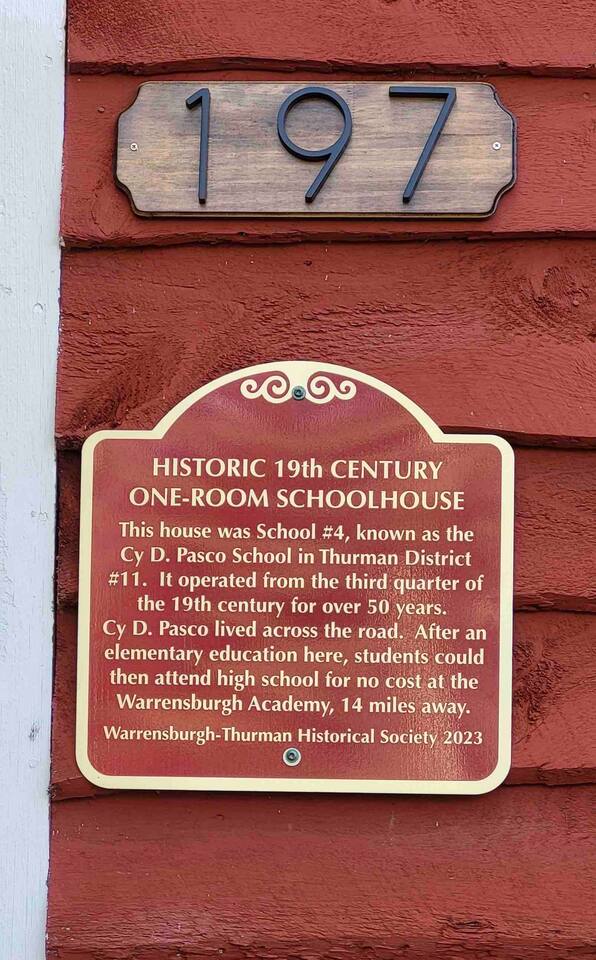 197
HISTORIC 19th CENTURY
ONE-ROOM SCHOOLHOUSE
This house was School #4, known as the
Cy D. Pasco School in Thurman District
#11. It operated from the third quarter of
the 19th century for over 50 years.
Cy D. Pasco lived across the road. After an
elementary education here, students could
then attend high school for no cost at the
Warrensburgh Academy, 14 miles away.
Warrensburgh-Thurman Historical Society 2023